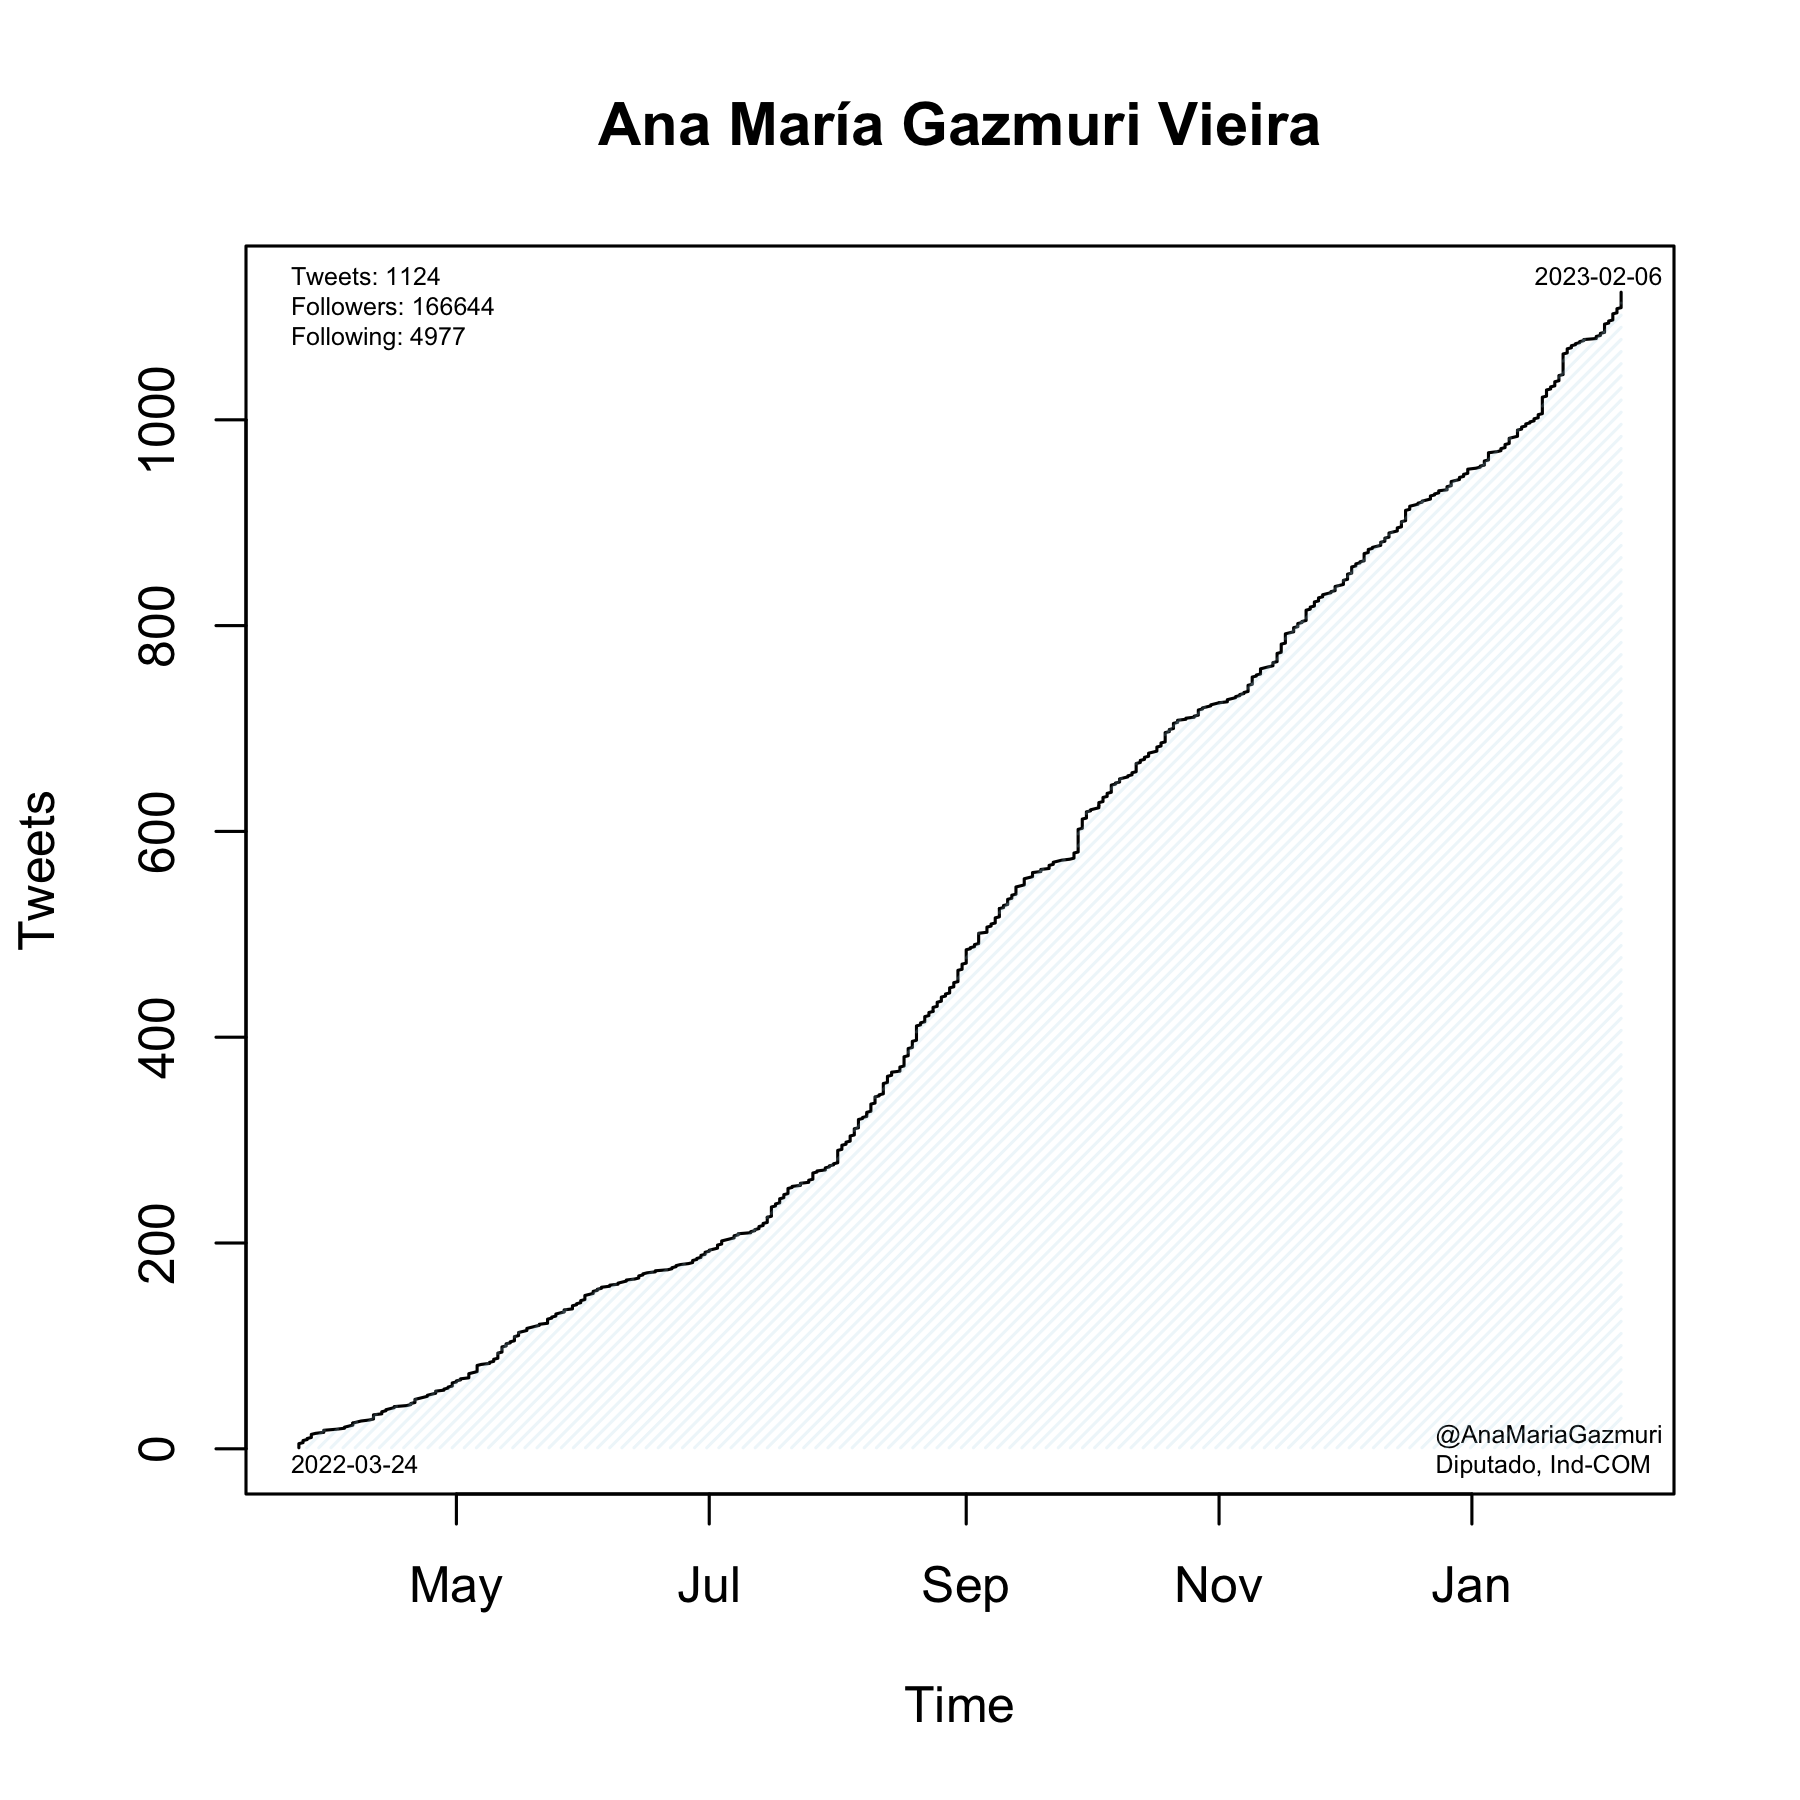 Ana María Gazmuri Vieira
Tweets: 1124
Followers: 166644
Following: 4977
2023-02-06
1000
800
600
400
200
0
Tweets
2022-03-24
@AnaMariaGazmuri
Diputado, Ind-COM
May Jul Sep Nov Jan
Time